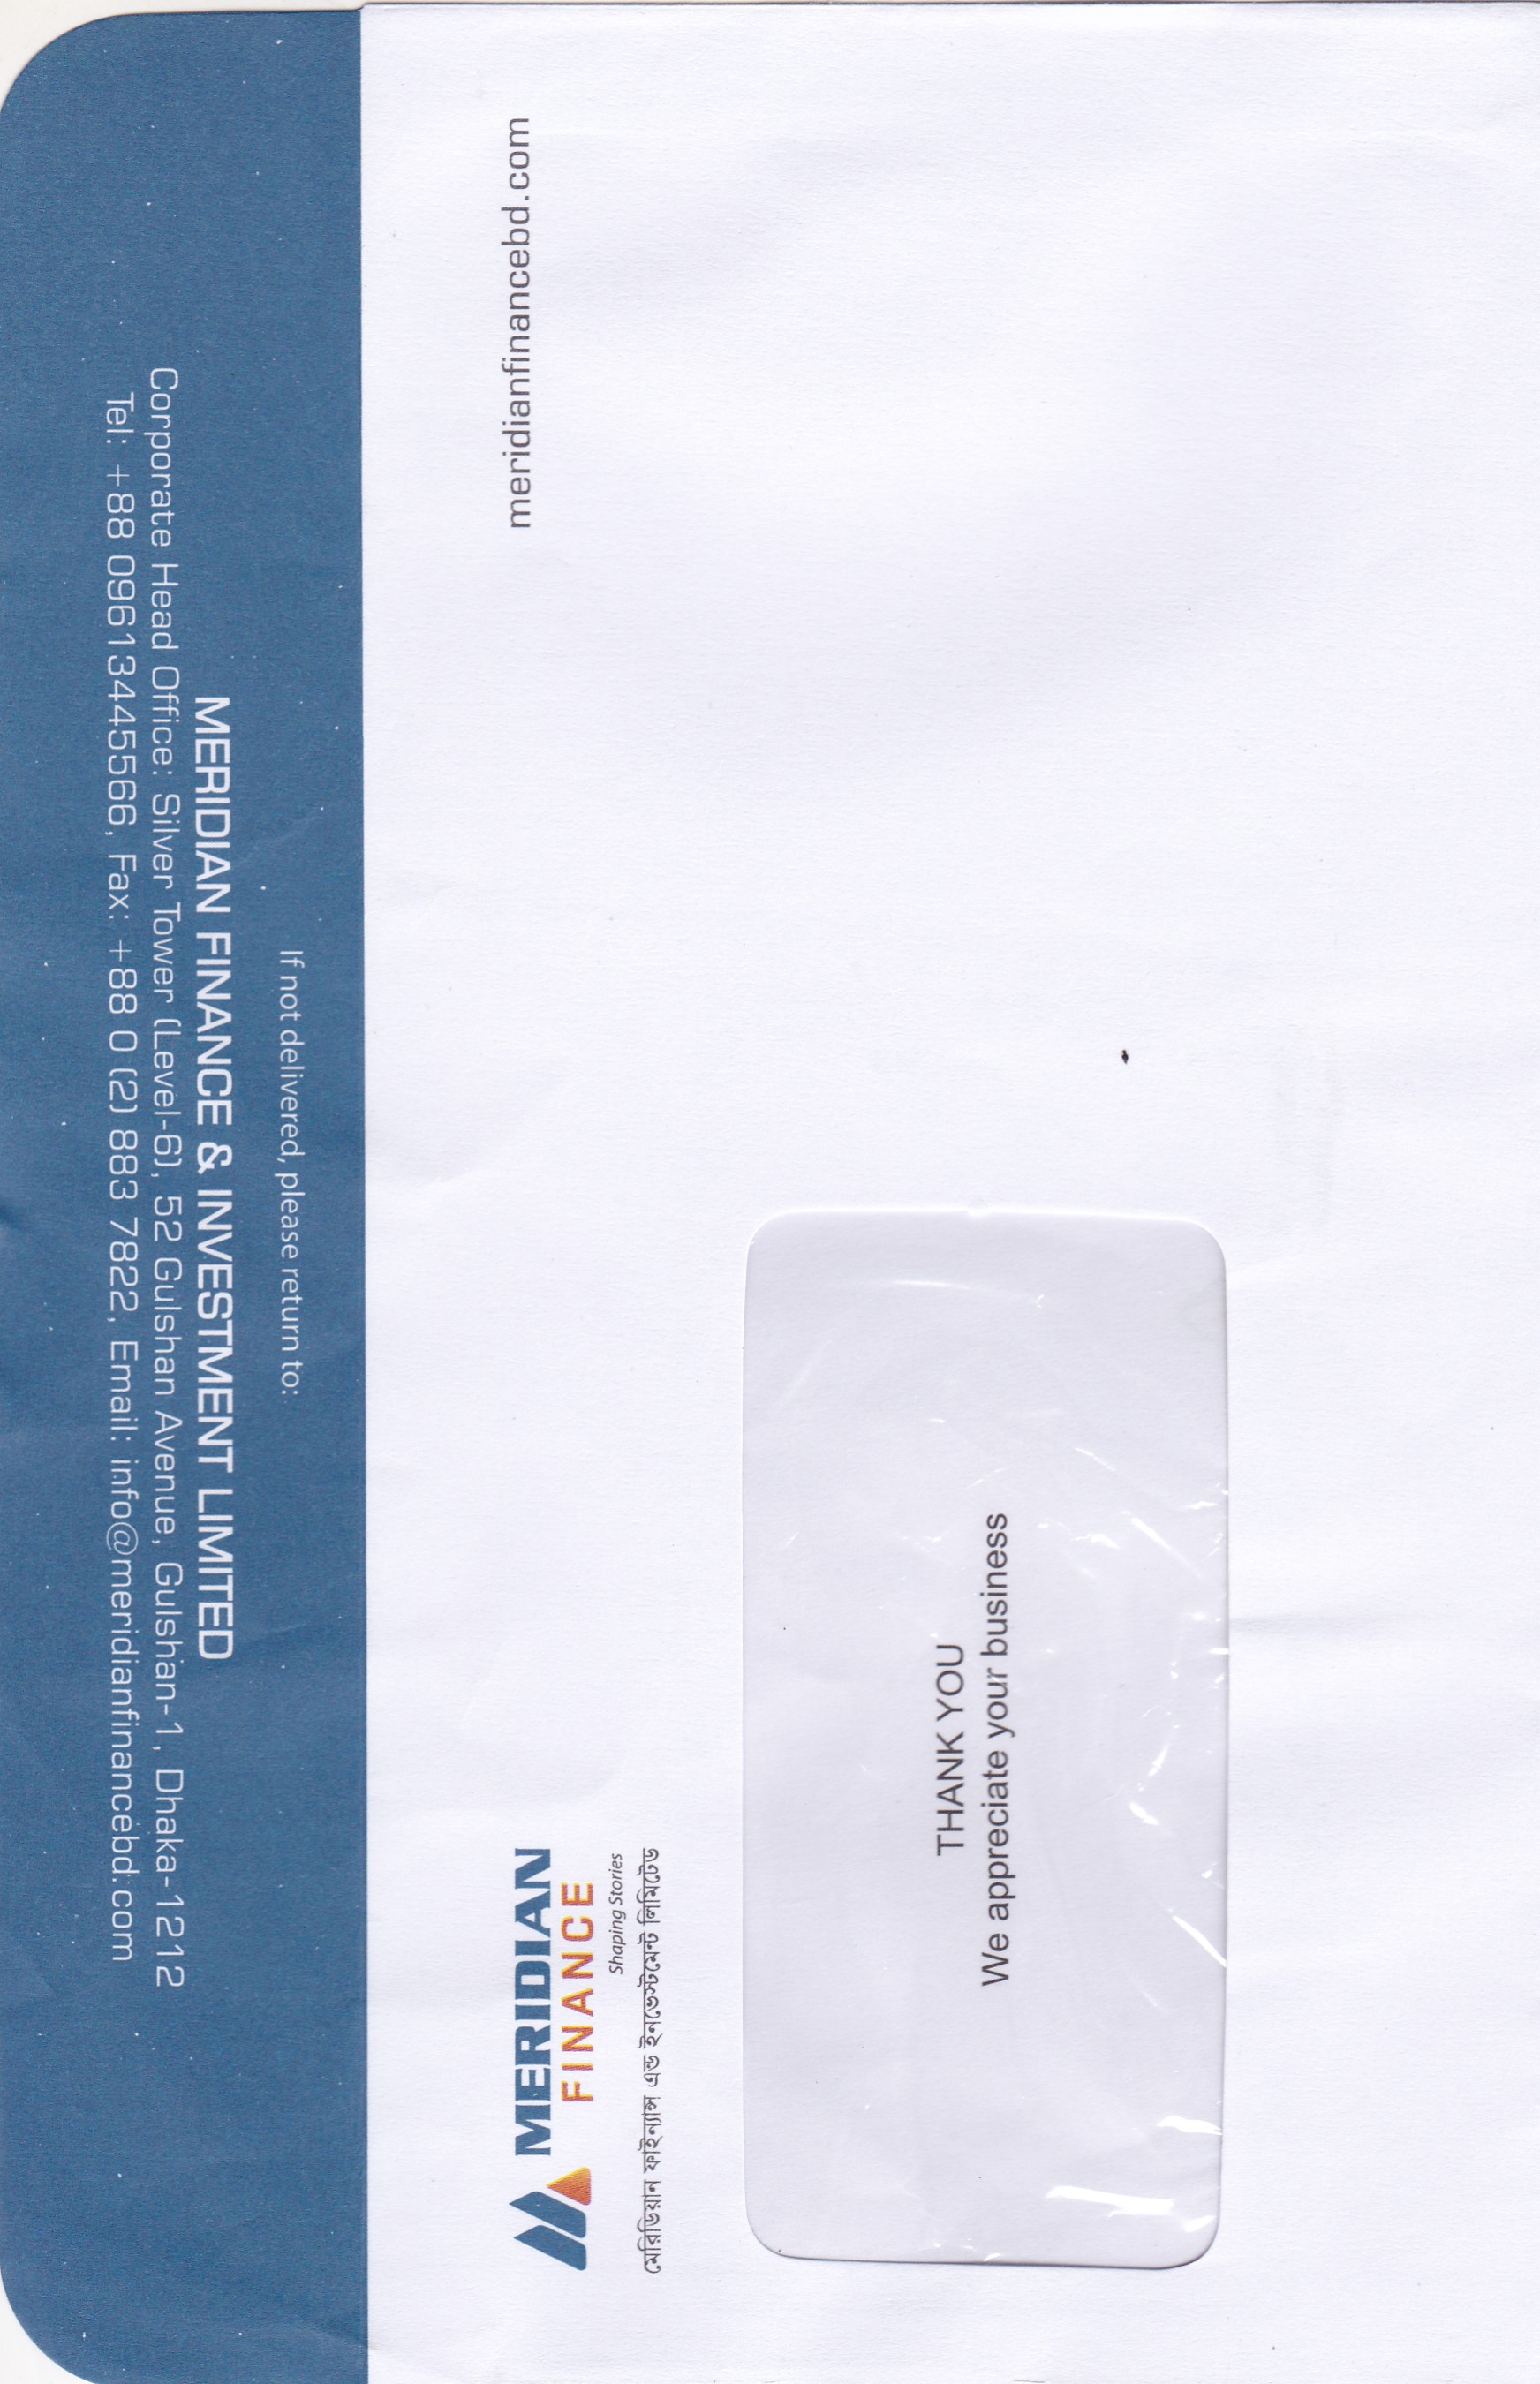 If not delivered, please return to:
MERIDIAN FINANCE & INVESTMENT LIMITED
Corporate Head Office: Silver Tower (Level-6), 52 Gulshan Avenue, Gulshan-1, Dhaka-1212
Tel: +88 09613445566, Fax: +88 0 (2) 883 7822, Email: info@meridianfinancebd.com
MERIDIAN
FINANCE
Shaping Stories
মেরিডিয়ান ফাইন্যান্স এন্ড ইনভেস্টমেন্ট লিমিটেড
meridianfinancebd.com
THANK YOU
We appreciate your business